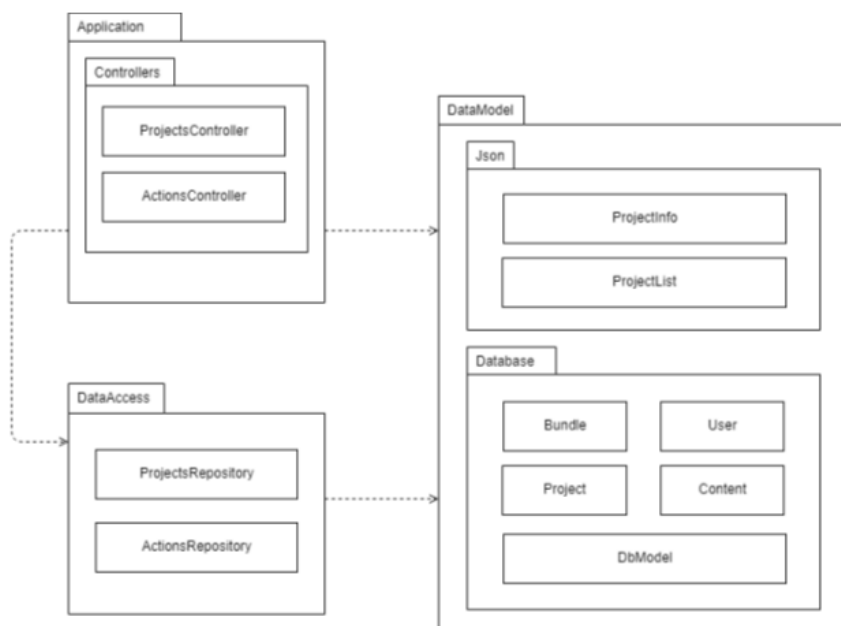 Application
Controllers
ProjectsController
ActionsController
DataModel
Json
ProjectInfo
ProjectList
Database
Bundle
User
Project
Content
DbModel
DataAccess
ProjectsRepository
ActionsRepository